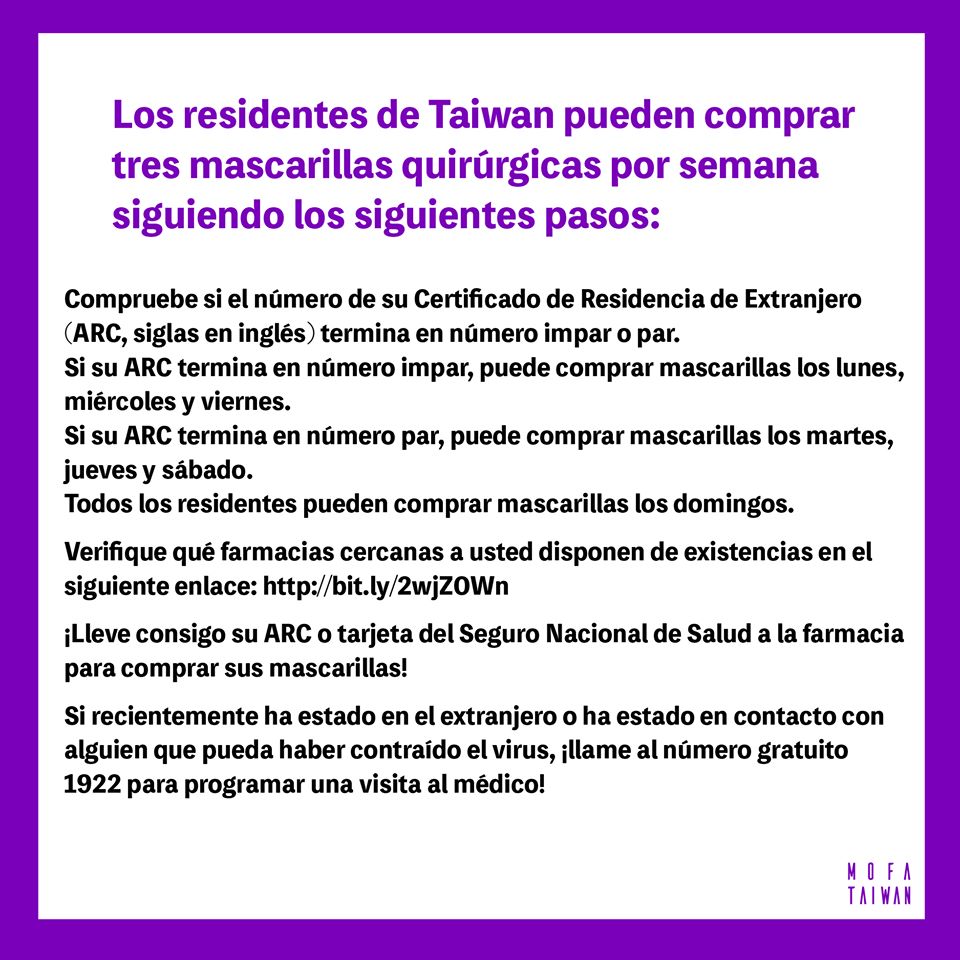 Los residentes de Taiwan pueden comprar
tres mascarillas quirúrgicas por semana
siguiendo los siguientes pasos:
Compruebe si el número de su Certificado de Residencia de Extranjero
(ARC, siglas en inglés) termina en número impar o par.
Si su ARC termina en número impar, puede comprar mascarillas los lunes,
miércoles y viernes.
Si su ARC termina en número par, puede comprar mascarillas los martes,
jueves y sábado.
Todos los residentes pueden comprar mascarillas los domingos.
Verifique qué farmacias cercanas a usted disponen de existencias en el
siguiente enlace: http://bit.ly/2wjZOWn
¡Lleve consigo su ARC o tarjeta del Seguro Nacional de Salud a la farmacia
para comprar sus mascarillas!
Si recientemente ha estado en el extranjero o ha estado en contacto con
alguien que pueda haber contraído el virus, ¡llame al número gratuito
1922 para programar una visita al médico!
MOFA
TAIWAN